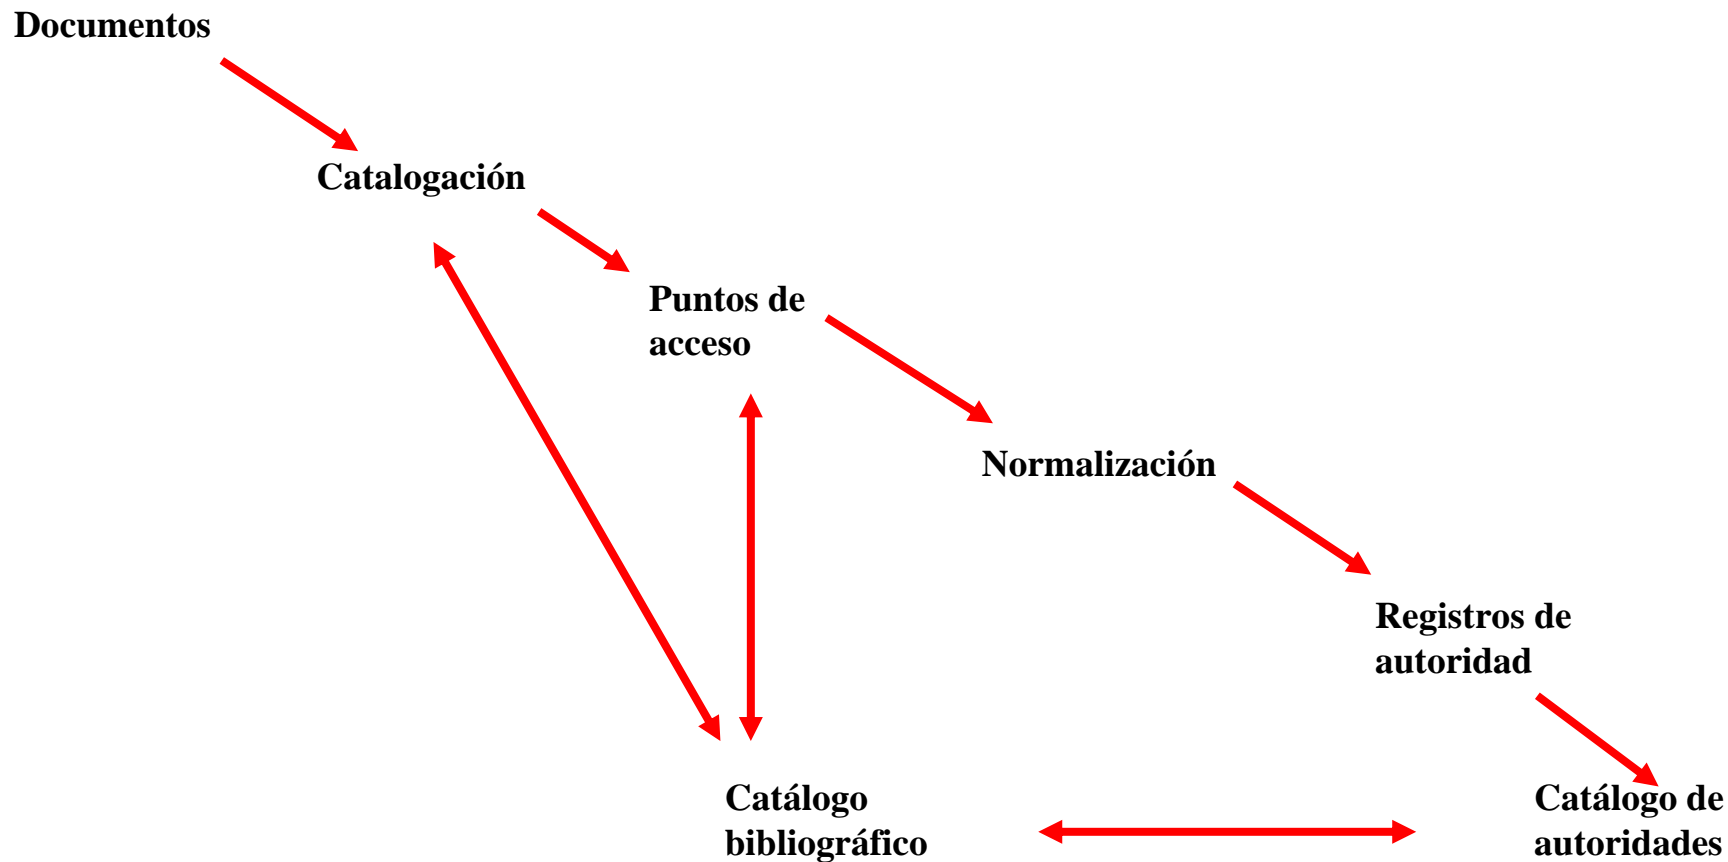 Documentos
Catalogación
Puntos de
acceso
Normalización
Registros de
autoridad
Catálogo
bibliográfico
Catálogo de
autoridades